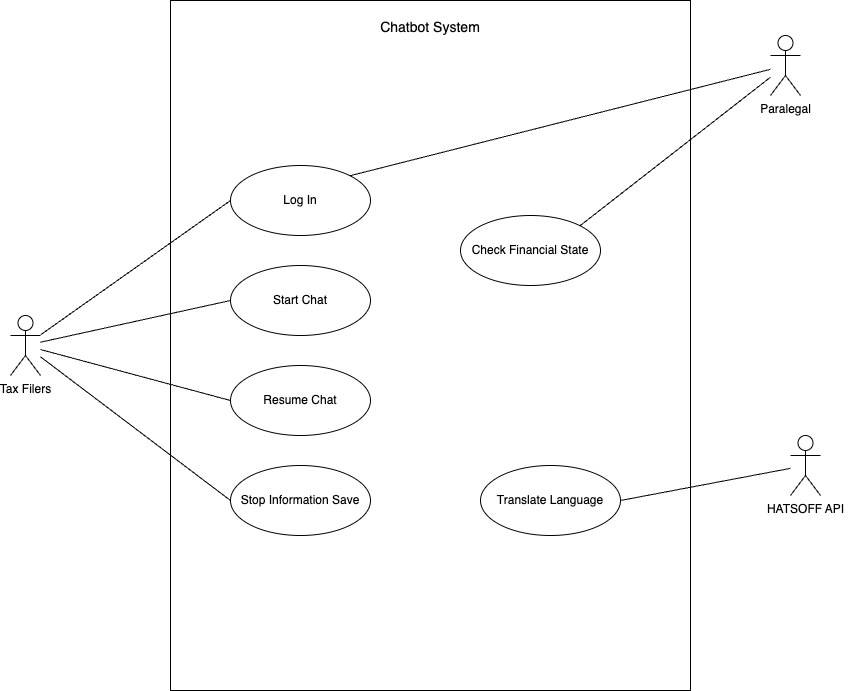 Chatbot System
Paralegal
Log In
Check Financial State
Start Chat
Tax Filers
Resume Chat
Stop Information Save
Translate Language
HATSOFF API